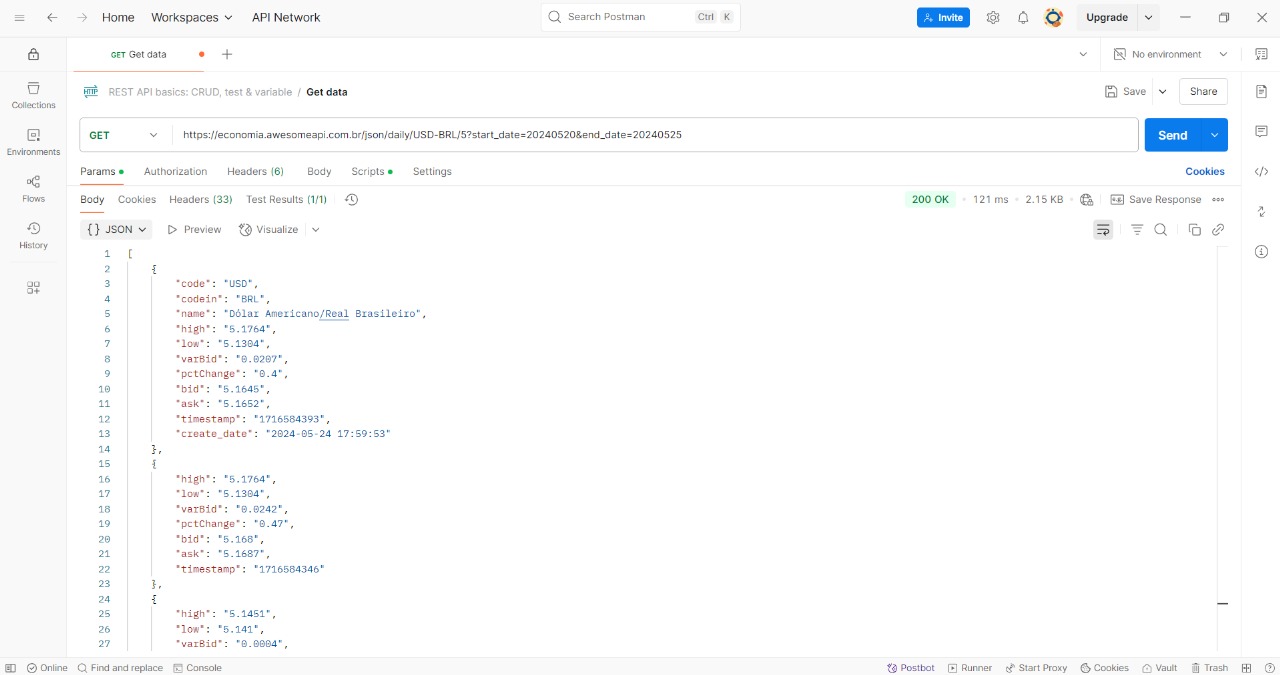 Home Workspaces API Network Search Postman Ctrl K Invite Upgrade
GET Get data No environment
HTTP REST API basics: CRUD, test & variable / Get data Save Share
GET https://economia.awesomeapi.com.br/json/daily/USD-BRL/5?start_date=20240520&end_date=20240525 Send
Params Authorization Headers (6) Body Scripts Settings Cookies
Body Cookies Headers (33) Test Results (1/1) 200 OK 121 ms 2.15 KB Save Response
{} JSON Preview Visualize
1 [
2 {
3 "code": "USD",
4 "codein": "BRL",
5 "name": "Dólar Americano/Real Brasileiro",
6 "high": "5.1764",
7 "low": "5.1304",
8 "varBid": "0.0207",
9 "pctChange": "0.4",
10 "bid": "5.1645",
11 "ask": "5.1652",
12 "timestamp": "1716584393",
13 "create_date": "2024-05-24 17:59:53"
14 },
15 {
16 "high": "5.1764",
17 "low": "5.1304",
18 "varBid": "0.0242",
19 "pctChange": "0.47",
20 "bid": "5.168",
21 "ask": "5.1687",
22 "timestamp": "1716584346"
23 },
24 {
25 "high": "5.1451",
26 "low": "5.141",
27 "varBid": "0.0004",
Collections
Environments
Flows
History
Online Find and replace Console Postbot Runner Start Proxy Cookies Vault Trash